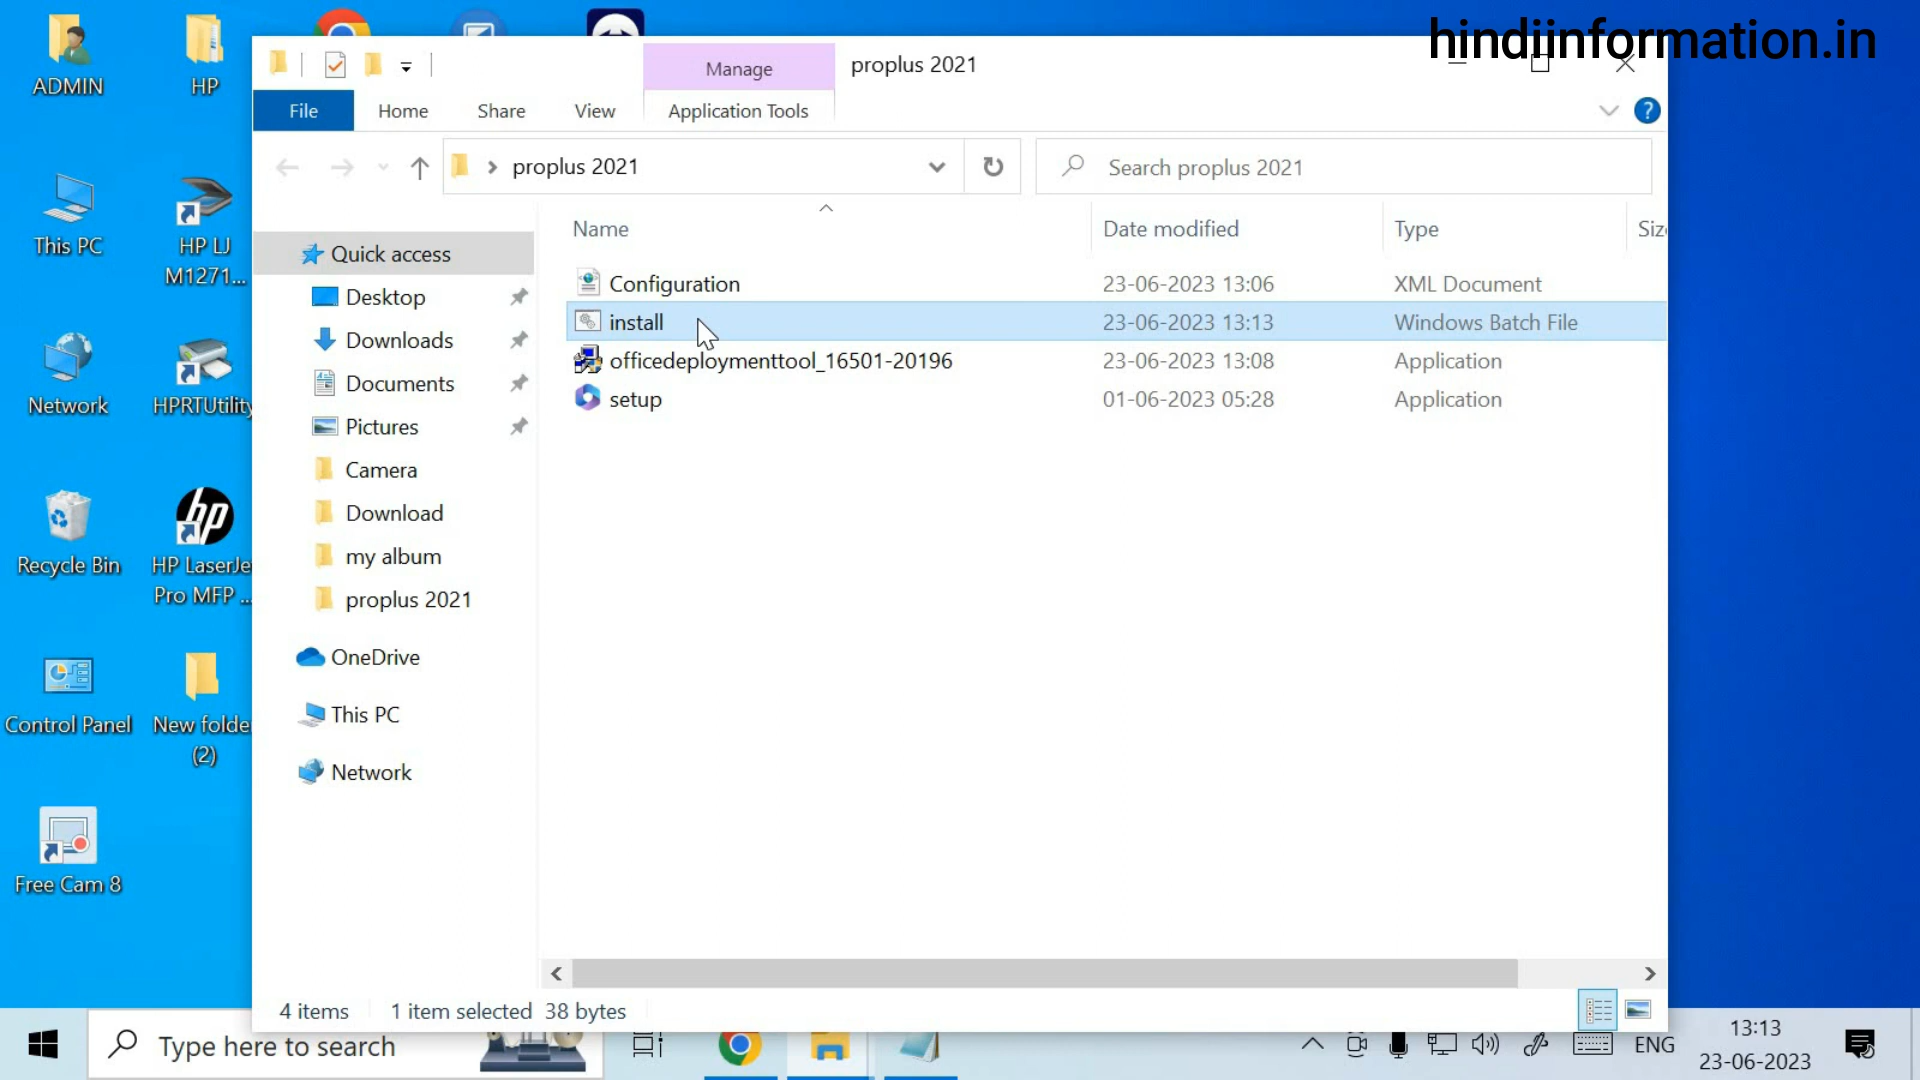 hindiinformation.in
ADMIN
HP
This PC
HP LJ
M1271...
Network
HPRTUtility
Recycle Bin
HP LaserJe
Pro MFP ...
Control Panel
New folde
(2)
Free Cam 8
Manage
proplus 2021
File
Home
Share
View
Application Tools
?
proplus 2021
Search proplus 2021
Quick access
Desktop
Downloads
Documents
Pictures
Camera
Download
my album
proplus 2021
OneDrive
This PC
Network
Name
Date modified
Type
Siz
Configuration
23-06-2023 13:06
XML Document
install
23-06-2023 13:13
Windows Batch File
officedeploymenttool_16501-20196
23-06-2023 13:08
Application
setup
01-06-2023 05:28
Application
4 items
1 item selected 38 bytes
Type here to search
ENG
13:13
23-06-2023